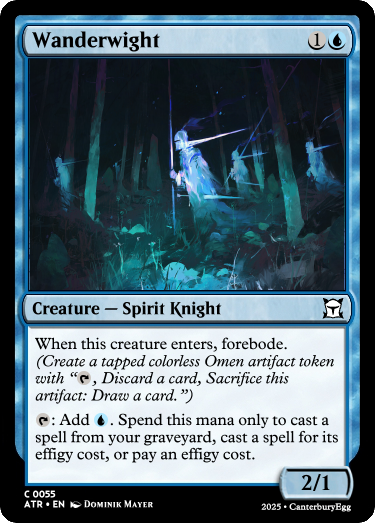 Wanderwight 1
Creature — Spirit Knight
When this creature enters, forebode.
(Create a tapped colorless Omen artifact token
with “, Discard a card, Sacrifice this
artifact: Draw a card.”)
: Add . Spend this mana only to cast a
spell from your graveyard, cast a spell for its
effigy cost, or pay an effigy cost.
2/1
C 0055
ATR • EN Dominik Mayer
2025 • CanterburyEgg